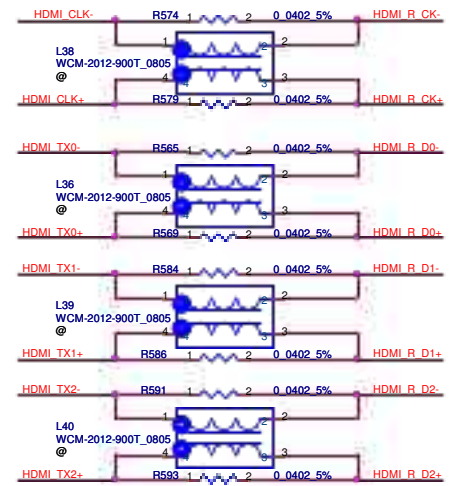 HDMI_CLK- R574 1 2 0_0402_5% HDMI_R_CK-
L38 1 2 2
WCM-2012-900T_0805
@ 4 4 3 3
HDMI_CLK+ R579 1 2 0_0402_5% HDMI_R_CK+
HDMI_TX0- R565 1 2 0_0402_5% HDMI_R_D0-
L36 1 2 2
WCM-2012-900T_0805
@ 4 4 3 3
HDMI_TX0+ R569 1 2 0_0402_5% HDMI_R_D0+
HDMI_TX1- R584 1 2 0_0402_5% HDMI_R_D1-
L39 1 2 2
WCM-2012-900T_0805
@ 4 4 3 3
HDMI_TX1+ R586 1 2 0_0402_5% HDMI_R_D1+
HDMI_TX2- R591 1 2 0_0402_5% HDMI_R_D2-
L40 1 2 2
WCM-2012-900T_0805
@ 4 4 3 3
HDMI_TX2+ R593 1 2 0_0402_5% HDMI_R_D2+